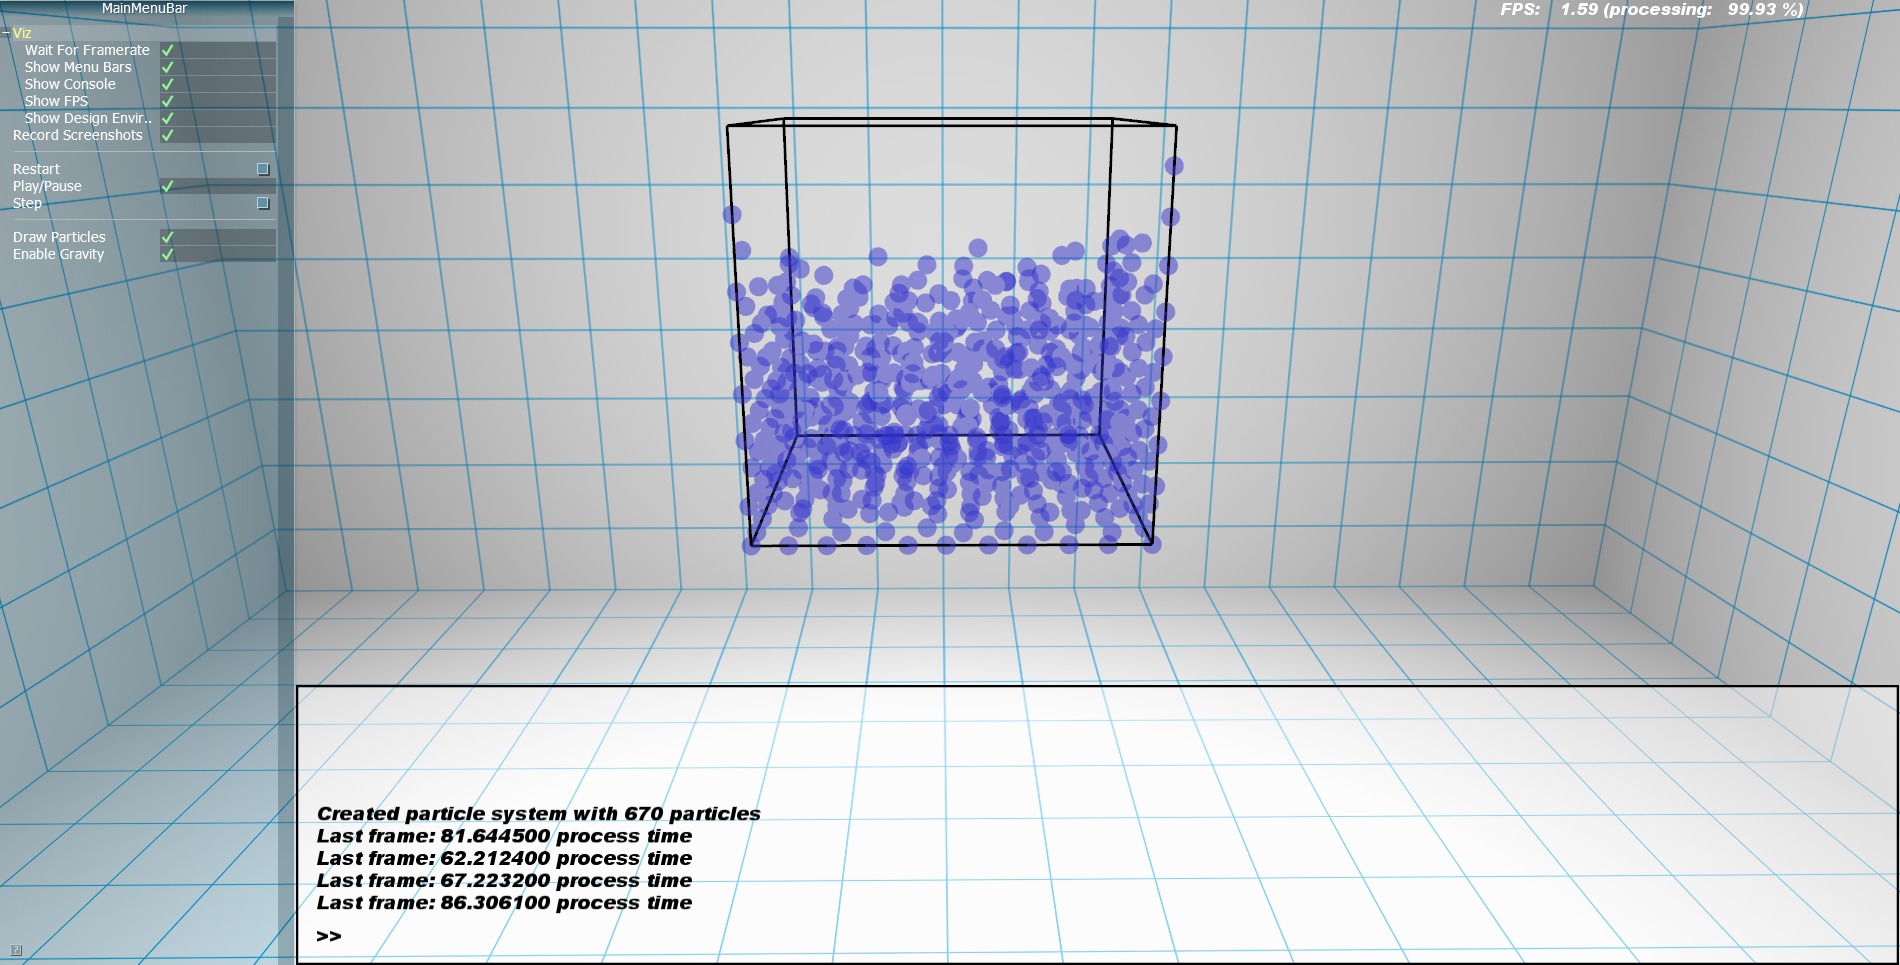 MainMenuBar
Viz
Wait For Framerate
Show Menu Bars
Show Console
Show FPS
Show Design Envir..
Record Screenshots
Restart
Play/Pause
Step
Draw Particles
Enable Gravity
FPS: 1.59 (processing: 99.93 %)
Created particle system with 670 particles
Last frame: 81.644500 process time
Last frame: 62.212400 process time
Last frame: 67.223200 process time
Last frame: 86.306100 process time
>>